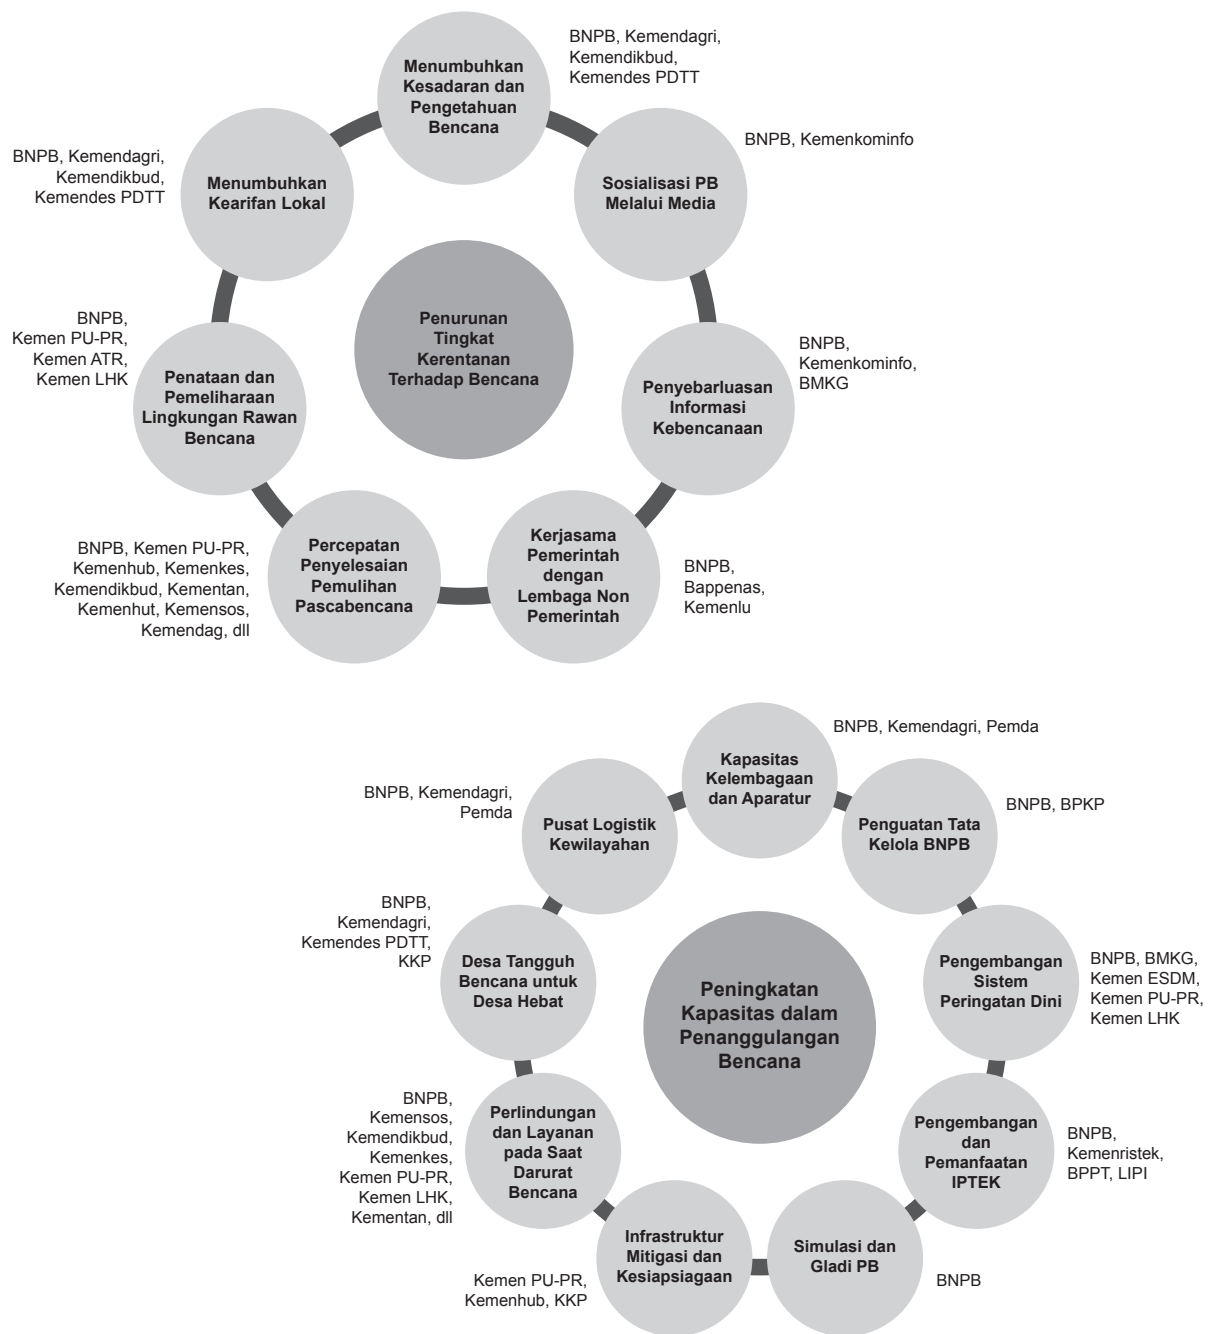 Menumbuhkan
Kesadaran dan
Pengetahuan
Bencana
BNPB, Kemendagri,
Kemendikbud,
Kemendes PDTT
Sosialisasi PB
Melalui Media
BNPB, Kemenkominfo
Penyebarluasan
Informasi
Kebencanaan
BNPB,
Kemenkominfo,
BMKG
Kerjasama
Pemerintah
dengan
Lembaga Non
Pemerintah
BNPB,
Bappenas,
Kemenlu
Percepatan
Penyelesaian
Pemulihan
Pascabencana
BNPB, Kemen PU-PR,
Kemenhub, Kemenkes,
Kemendikbud, Kementan,
Kemenhut, Kemensos,
Kemendag, dll
Penataan dan
Pemeliharaan
Lingkungan Rawan
Bencana
BNPB,
Kemen PU-PR,
Kemen ATR,
Kemen LHK
Menumbuhkan
Kearifan Lokal
BNPB, Kemendagri,
Kemendikbud,
Kemendes PDTT
Penurunan
Tingkat
Kerentanan
Terhadap Bencana
Kapasitas
Kelembagaan
dan Aparatur
BNPB, Kemendagri, Pemda
Penguatan Tata
Kelola BNPB
BNPB, BPKP
Pengembangan
Sistem
Peringatan Dini
BNPB, BMKG,
Kemen ESDM,
Kemen PU-PR,
Kemen LHK
Pengembangan
dan
Pemanfaatan
IPTEK
BNPB,
Kemenristek,
BPPT, LIPI
Simulasi dan
Gladi PB
BNPB
Infrastruktur
Mitigasi dan
Kesiapsiagaan
Kemen PU-PR,
Kemenhub, KKP
Perlindungan
dan Layanan
pada Saat
Darurat
Bencana
BNPB,
Kemensos,
Kemendikbud,
Kemenkes,
Kemen PU-PR,
Kemen LHK,
Kementan, dll
Desa Tangguh
Bencana untuk
Desa Hebat
BNPB,
Kemendagri,
Kemendes PDTT,
KKP
Pusat Logistik
Kewilayahan
BNPB, Kemendagri,
Pemda
Peningkatan
Kapasitas dalam
Penanggulangan
Bencana